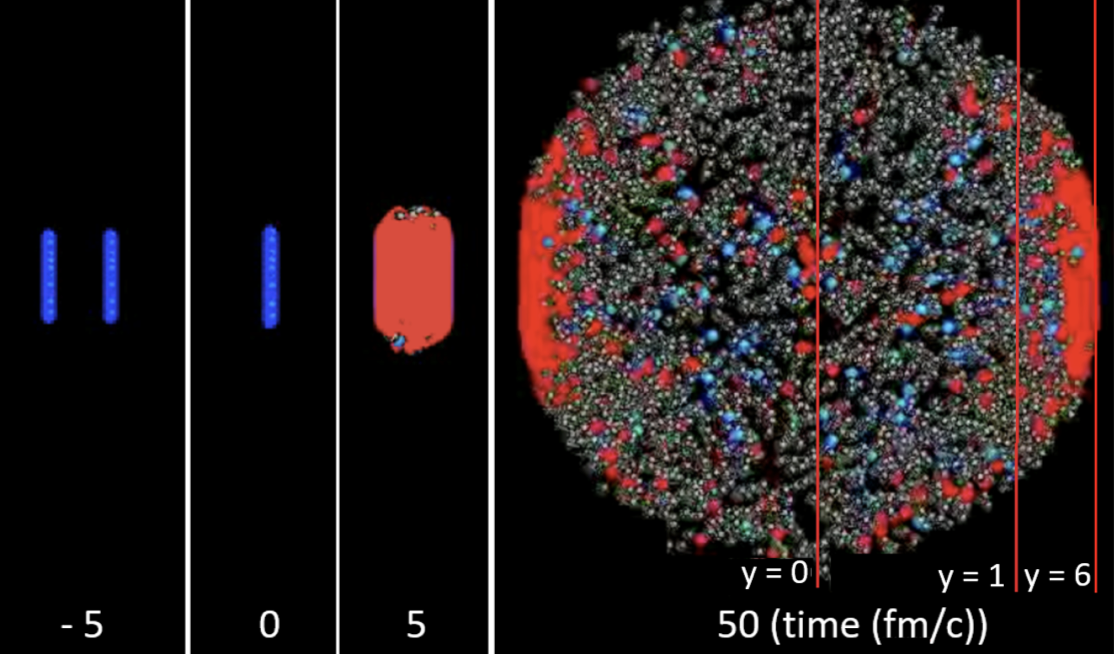 y = 0
y = 1
y = 6
- 5
0
5
50 (time (fm/c))